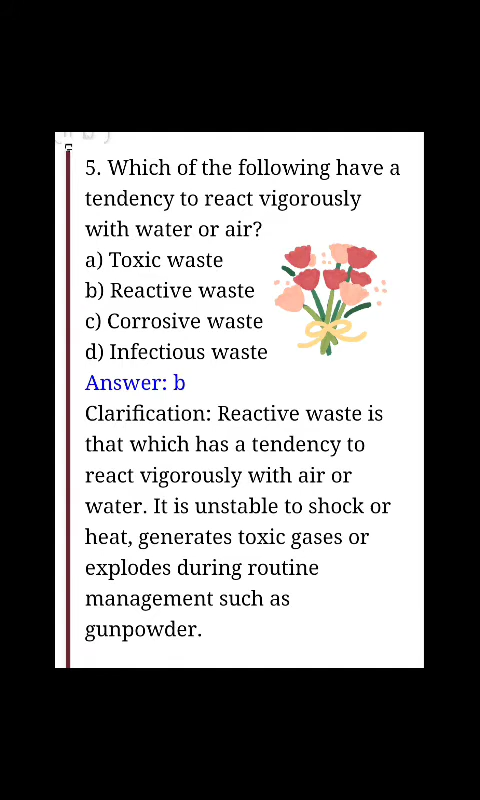 5. Which of the following have a
tendency to react vigorously
with water or air?
a) Toxic waste
b) Reactive waste
c) Corrosive waste
d) Infectious waste
Answer: b
Clarification: Reactive waste is
that which has a tendency to
react vigorously with air or
water. It is unstable to shock or
heat, generates toxic gases or
explodes during routine
management such as
gunpowder.